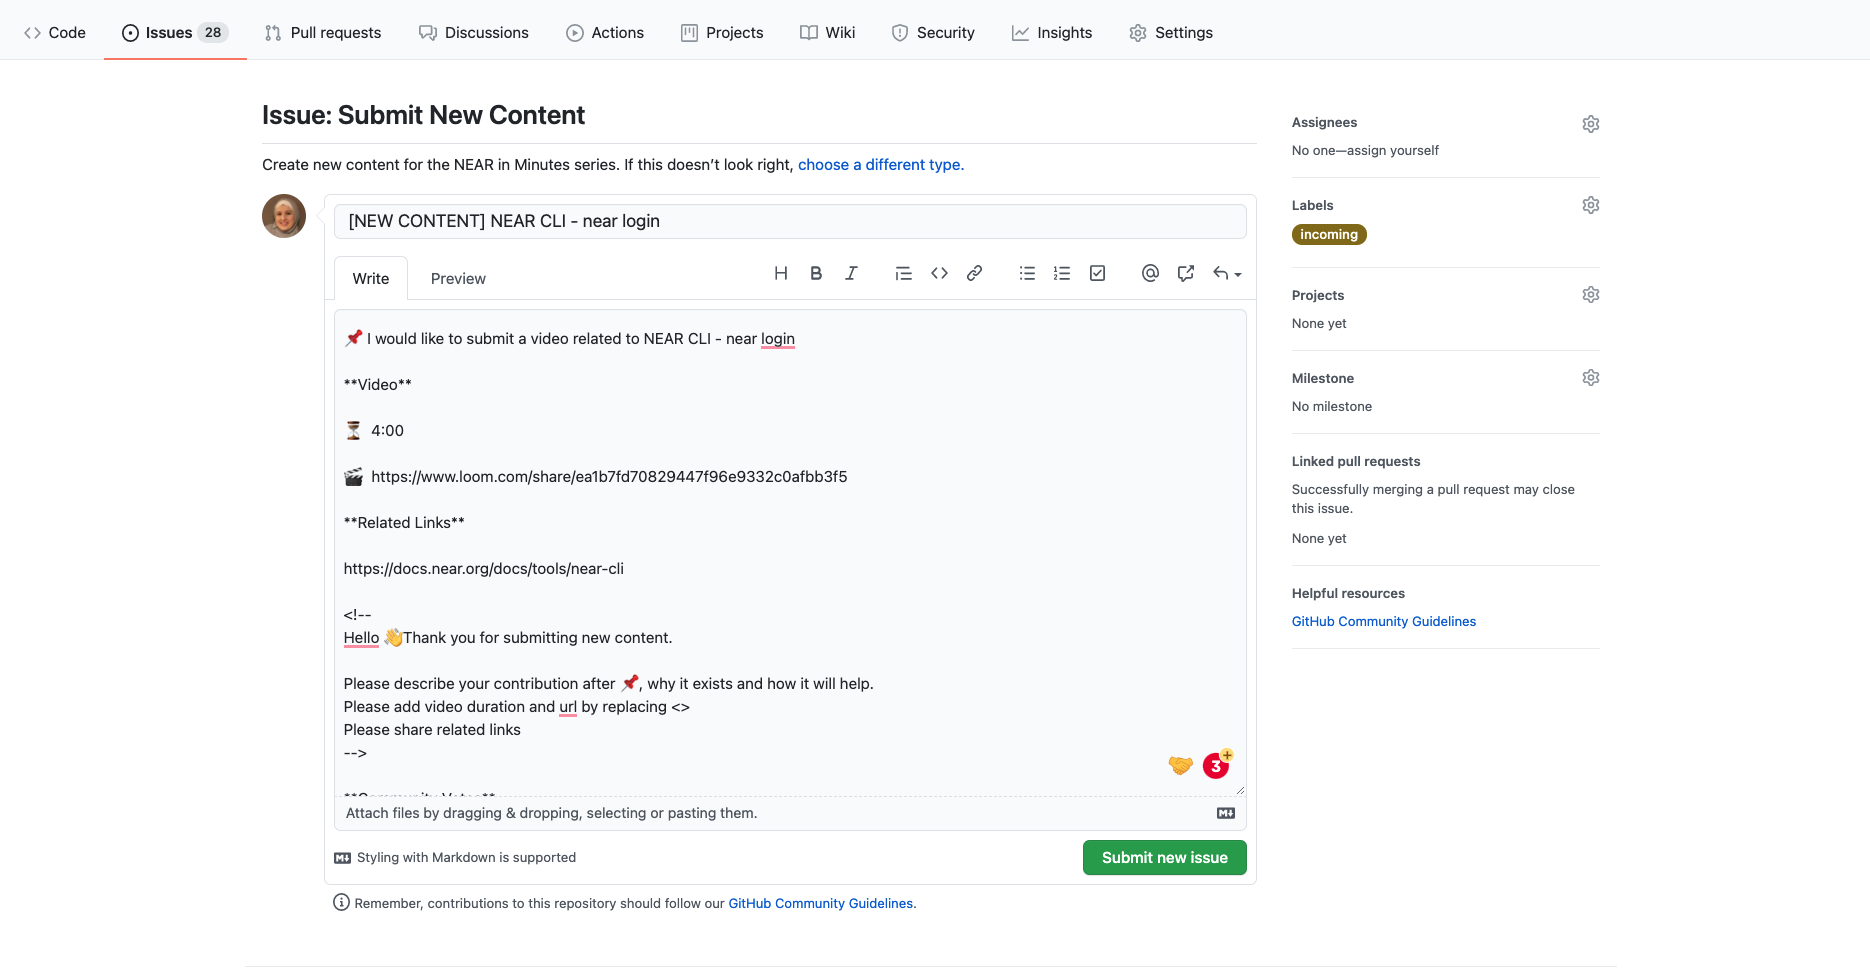 Code
Issues 28
Pull requests
Discussions
Actions
Projects
Wiki
Security
Insights
Settings
Issue: Submit New Content
Create new content for the NEAR in Minutes series. If this doesn’t look right, choose a different type.
[NEW CONTENT] NEAR CLI - near login
Write
Preview
📌 I would like to submit a video related to NEAR CLI - near login
**Video**
⏳ 4:00
🎬 https://www.loom.com/share/ea1b7fd70829447f96e9332c0afbb3f5
**Related Links**
https://docs.near.org/docs/tools/near-cli
<!--
Hello 👋Thank you for submitting new content.
Please describe your contribution after 📌, why it exists and how it will help.
Please add video duration and url by replacing <>
Please share related links
-->
**Community Votes**
3
Attach files by dragging & dropping, selecting or pasting them.
Styling with Markdown is supported
Submit new issue
Remember, contributions to this repository should follow our GitHub Community Guidelines.
Assignees
No one—assign yourself
Labels
incoming
Projects
None yet
Milestone
No milestone
Linked pull requests
Successfully merging a pull request may close
this issue.
None yet
Helpful resources
GitHub Community Guidelines